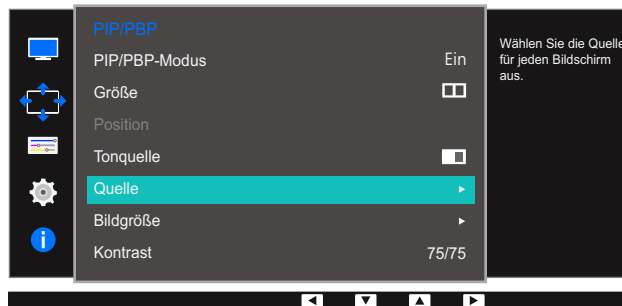 PIP/PBP
PIP/PBP-Modus Ein
Größe
Position
Tonquelle
Quelle
Bildgröße
Kontrast 75/75
Wählen Sie die Quelle
für jeden Bildschirm
aus.